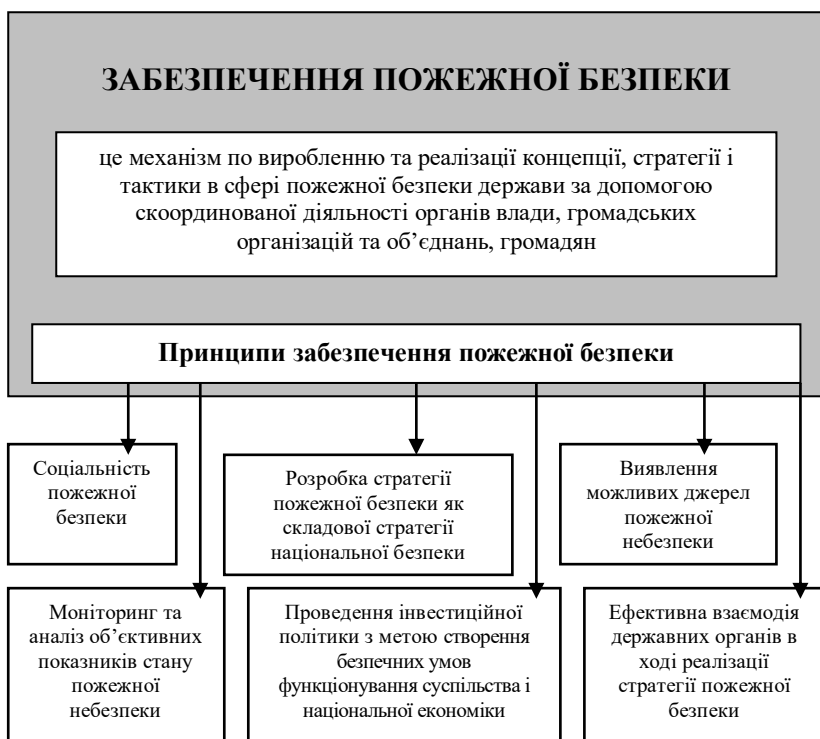 ЗАБЕЗПЕЧЕННЯ ПОЖЕЖНОЇ БЕЗПЕКИ
це механізм по виробленню та реалізації концепції, стратегії і
тактики в сфері пожежної безпеки держави за допомогою
скоординованої діяльності органів влади, громадських
організацій та об’єднань, громадян
Принципи забезпечення пожежної безпеки
Соціальність
пожежної
безпеки
Розробка стратегії
пожежної безпеки як
складової стратегії
національної безпеки
Виявлення
можливих джерел
пожежної
небезпеки
Моніторинг та
аналіз об’єктивних
показників стану
пожежної
небезпеки
Проведення інвестиційної
політики з метою створення
безпечних умов
функціонування суспільства і
національної економіки
Ефективна взаємодія
державних органів в
ході реалізації
стратегії пожежної
безпеки